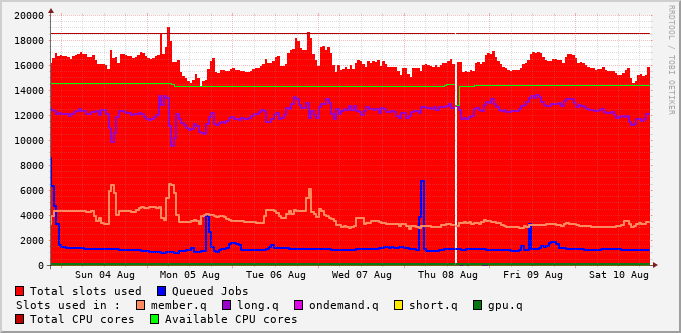 20000
18000
16000
14000
12000
10000
8000
6000
4000
2000
0
Sun 04 Aug Mon 05 Aug Tue 06 Aug Wed 07 Aug Thu 08 Aug Fri 09 Aug Sat 10 Aug
RRDTOOL / TOBI OETIKER
Total slots used Queued Jobs
Slots used in : member.q long.q ondemand.q short.q gpu.q
Total CPU cores Available CPU cores